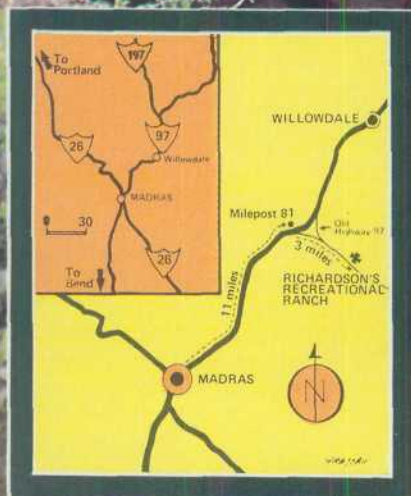 To
Portland
197
26
97
Willowdale
MADRAS
30
To
Bend
26
WILLOWDALE
Milepost 81
Old
Highway 97
3 miles
RICHARDSON'S
RECREATIONAL
RANCH
11 miles
MADRAS
N